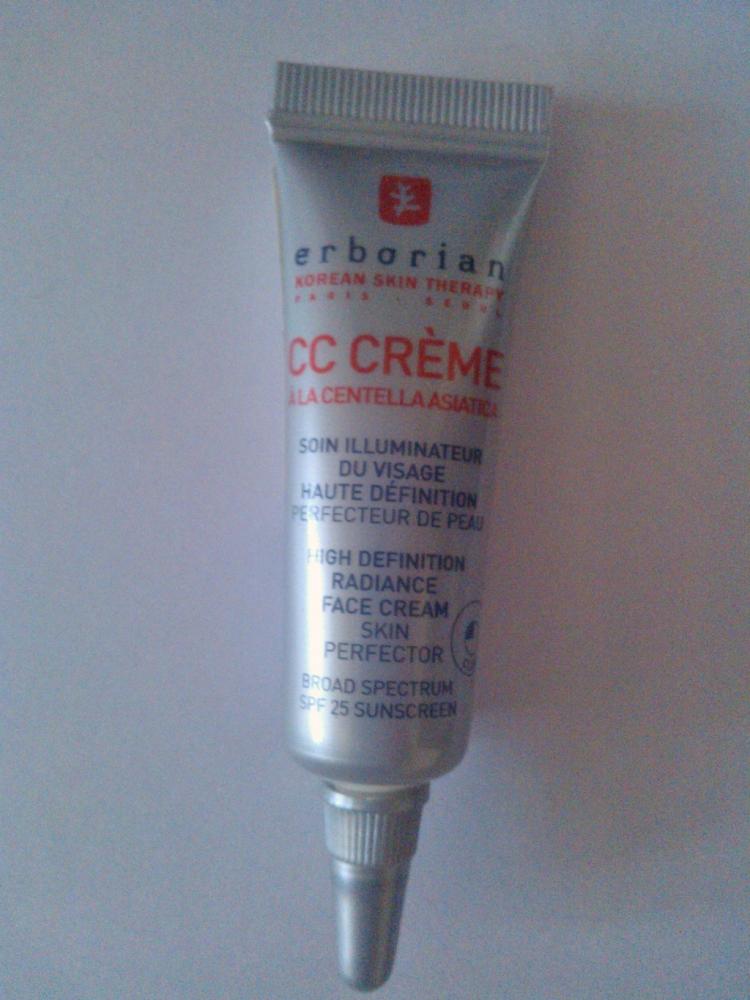 erborian
KOREAN SKIN THERAPY
PARIS · SEOUL
CC CRÈME
À LA CENTELLA ASIATICA
SOIN ILLUMINATEUR
DU VISAGE
HAUTE DÉFINITION
PERFECTEUR DE PEAU
HIGH DEFINITION
RADIANCE
FACE CREAM
SKIN
PERFECTOR
BROAD SPECTRUM
SPF 25 SUNSCREEN